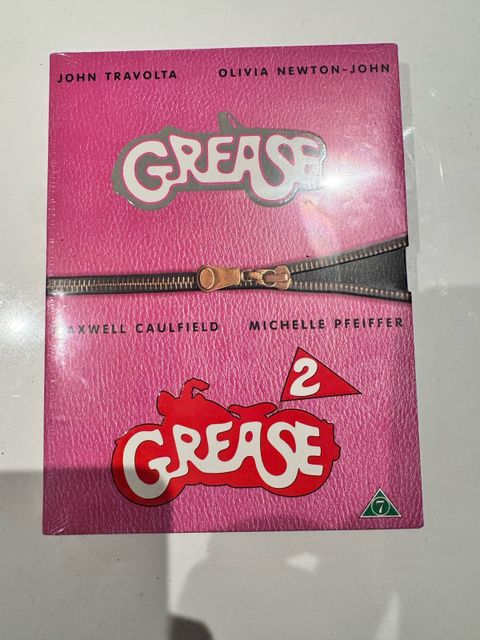 JOHN TRAVOLTA OLIVIA NEWTON-JOHN
GREASE
AXWELL CAULFIELD MICHELLE PFEIFFER
2
GREASE
7